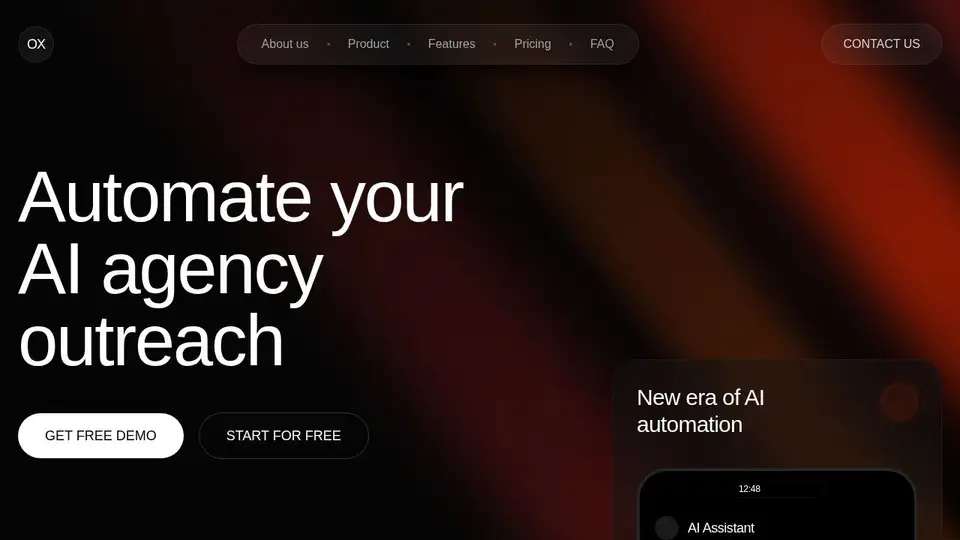 OX
About us • Product • Features • Pricing • FAQ
CONTACT US
Automate your
AI agency
outreach
GET FREE DEMO
START FOR FREE
New era of AI
automation
12:48
AI Assistant